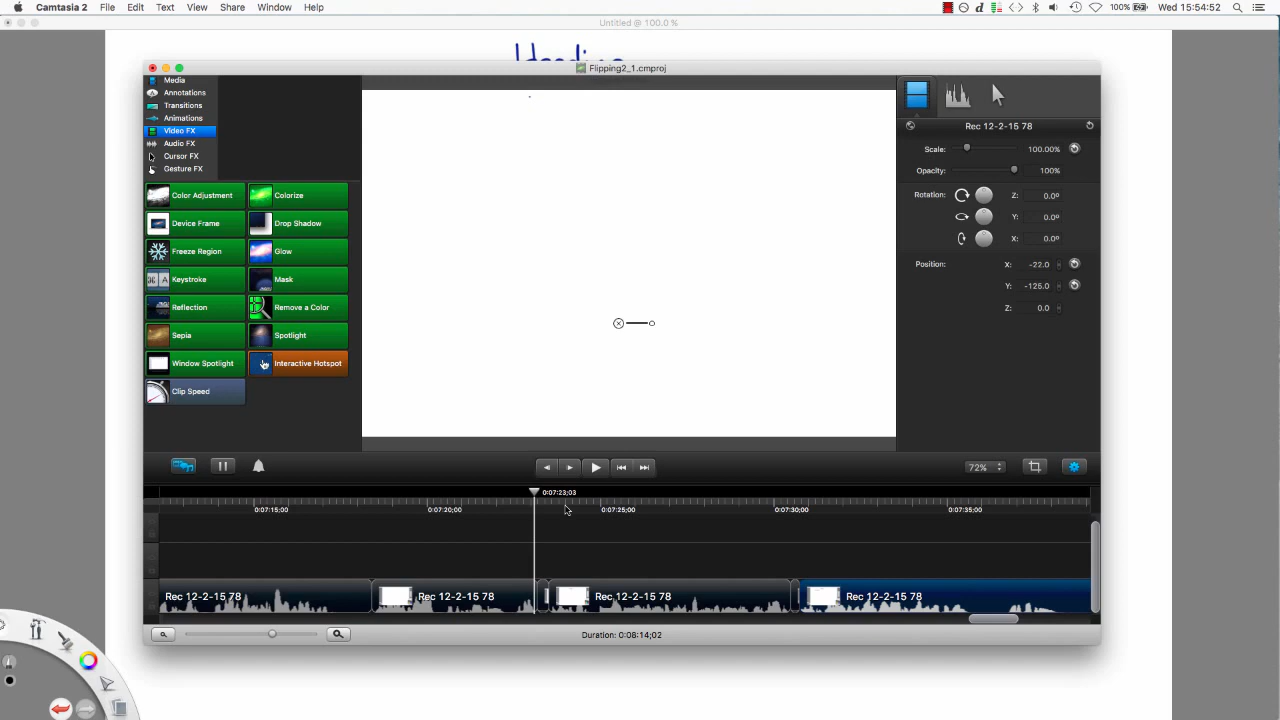 Camtasia 2 File Edit Text View Share Window Help 100% Wed 15:54:52
Untitled @ 100.0 %
Heading
Flipping2_1.cmproj
Media
Annotations
Transitions
Animations
Video FX
Audio FX
Cursor FX
Gesture FX
Color Adjustment Colorize
Device Frame Drop Shadow
Freeze Region Glow
Keystroke Mask
Reflection Remove a Color
Sepia Spotlight
Window Spotlight Interactive Hotspot
Clip Speed
Rec 12-2-15 78
Scale: 100.00%
Opacity: 100%
Rotation: Z: 0.0º
Y: 0.0º
X: 0.0º
Position: X: -22.0
Y: -125.0
Z: 0.0
72%
0:07:23;03
0:07:15;00 0:07:20;00 0:07:25;00 0:07:30;00 0:07:35;00
Rec 12-2-15 78 Rec 12-2-15 78 Rec 12-2-15 78 Rec 12-2-15 78
Duration: 0:08:14;02